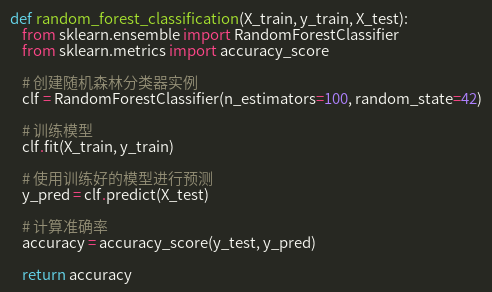 def random_forest_classification(X_train, y_train, X_test):
from sklearn.ensemble import RandomForestClassifier
from sklearn.metrics import accuracy_score
# 创建随机森林分类器实例
clf = RandomForestClassifier(n_estimators=100, random_state=42)
# 训练模型
clf.fit(X_train, y_train)
# 使用训练好的模型进行预测
y_pred = clf.predict(X_test)
# 计算准确率
accuracy = accuracy_score(y_test, y_pred)
return accuracy